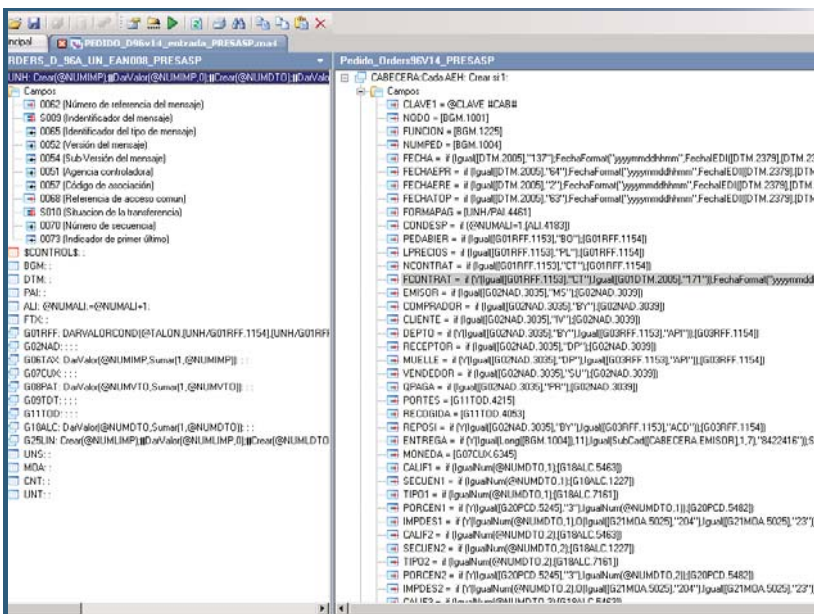 ncipal PEDIDO_D96v14_entrada_PRESASP.ma4
RDERS_D_96A_UN_EAN008_PRESASP
UNH: Crear(@NUMIMP);||DarValor(@NUMIMP,0);||Crear(@NUMDTO);||DarValo
Campos
0062 (Número de referencia del mensaje)
S009 (Indentificador del mensaje)
0065 (Identificador del tipo de mensaje)
0052 (Versión del mensaje)
0054 (Sub-Versión del mensaje)
0051 (Agencia controladora)
0057 (Código de asociación)
0068 (Referencia de acceso comun)
S010 (Situacion de la transferencia)
0070 (Número de secuencia)
0073 (Indicador de primer último)
$CONTROL$: :
BGM: :
DTM: :
PAI: :
ALI: @NUMALI:=@NUMALI+1:
FTX: :
G01RFF: DARVALORCOND(@TALON,[UNH/G01RFF.1154],[UNH/G01RFF
G02NAD: : : :
G06TAX: DarValor(@NUMIMP,Sumar(1,@NUMIMP)): : :
G07CUX: : : :
G08PAT: DarValor(@NUMVTO,Sumar(1,@NUMVTO)): : :
G09TDT: : : :
G11TOD: : : :
G18ALC: DarValor(@NUMDTO,Sumar(1,@NUMDTO)): : :
G25LIN: Crear(@NUMLIMP);||DarValor(@NUMLIMP,0);||Crear(@NUMLDTO
UNS: :
MOA: :
CNT: :
UNT: :
Pedido_Orders96V14_PRESASP
CABECERA:Cada AEH: Crear si 1:
Campos
CLAVE1 = @CLAVE #CAB#
NODO = [BGM.1001]
FUNCION = [BGM.1225]
NUMPED = [BGM.1004]
FECHA = if (Igual([DTM.2005],"137");FechaFormat("yyyymmddhhmm",FechaEDI([DTM.2379],[DTM.23
FECHAEPR = if (Igual([DTM.2005],"64");FechaFormat("yyyymmddhhmm",FechaEDI([DTM.2379],[DTM
FECHAERE = if (Igual([DTM.2005],"2");FechaFormat("yyyymmddhhmm",FechaEDI([DTM.2379],[DTM
FECHATOP = if (Igual([DTM.2005],"63");FechaFormat("yyyymmddhhmm",FechaEDI([DTM.2379],[DTM
FORMAPAG = [UNH/PAI.4461]
CONDESP = if (@NUMALI=1;[ALI.4183])
PEDABIER = if (Igual([G01RFF.1153],"BO");[G01RFF.1154])
LPRECIOS = if (Igual([G01RFF.1153],"PL");[G01RFF.1154])
NCONTRAT = if (Igual([G01RFF.1153],"CT");[G01RFF.1154])
FCONTRAT = if (Y(Igual([G01RFF.1153],"CT"),Igual([G01DTM.2005],"171"));FechaFormat("yyyymmdd
EMISOR = if (Igual([G02NAD.3035],"MS");[G02NAD.3039])
COMPRADOR = if (Igual([G02NAD.3035],"BY");[G02NAD.3039])
CLIENTE = if (Igual([G02NAD.3035],"IV");[G02NAD.3039])
DEPTO = if (Y(Igual([G02NAD.3035],"BY"),Igual([G03RFF.1153],"API"));[G03RFF.1154])
RECEPTOR = if (Igual([G02NAD.3035],"DP");[G02NAD.3039])
MUELLE = if (Y(Igual([G02NAD.3035],"DP"),Igual([G03RFF.1153],"API"));[G03RFF.1154])
VENDEDOR = if (Igual([G02NAD.3035],"SU");[G02NAD.3039])
QPAGA = if (Igual([G02NAD.3035],"PR");[G02NAD.3039])
PORTES = [G11TOD.4215]
RECOGIDA = [G11TOD.4053]
REPOSI = if (Y(Igual([G02NAD.3035],"BY"),Igual([G03RFF.1153],"ACD"));[G03RFF.1154])
ENTREGA = if (Y(Igual(Long([BGM.1004]),11),Igual(SubCad([CABECERA.EMISOR],1,7),"8422416"));S
MONEDA = [G07CUX.6345]
CALIF1 = if (IgualNum(@NUMDTO,1);[G18ALC.5463])
SECUEN1 = if (IgualNum(@NUMDTO,1);[G18ALC.1227])
TIPO1 = if (IgualNum(@NUMDTO,1);[G18ALC.7161])
PORCEN1 = if (Y(Igual([G20PCD.5245],"3"),IgualNum(@NUMDTO,1));[G20PCD.5482])
IMPDES1 = if (Y(IgualNum(@NUMDTO,1),O(Igual([G21MOA.5025],"204"),Igual([G21MOA.5025],"23")
CALIF2 = if (IgualNum(@NUMDTO,2);[G18ALC.5463])
SECUEN2 = if (IgualNum(@NUMDTO,2);[G18ALC.1227])
TIPO2 = if (IgualNum(@NUMDTO,2);[G18ALC.7161])
PORCEN2 = if (Y(Igual([G20PCD.5245],"3"),IgualNum(@NUMDTO,2));[G20PCD.5482])
IMPDES2 = if (Y(IgualNum(@NUMDTO,2),O(Igual([G21MOA.5025],"204"),Igual([G21MOA.5025],"23")
CALIF3 = if (IgualNum(@NUMDTO,3);[G18ALC.5463])